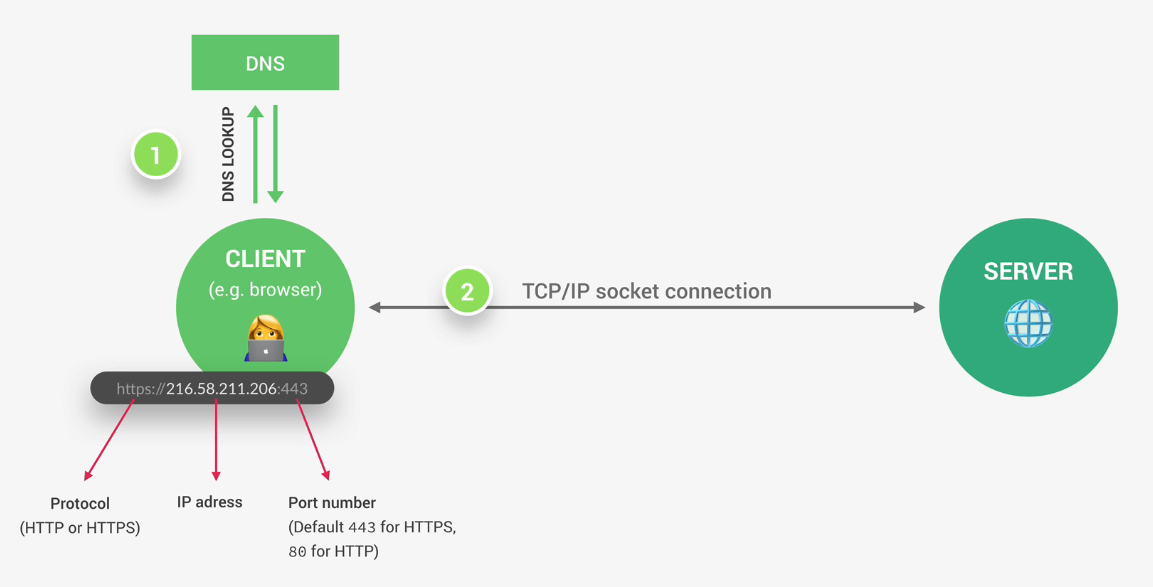 DNS
DNS LOOKUP
1
CLIENT
(e.g. browser)
2
TCP/IP socket connection
SERVER
https://216.58.211.206:443
Protocol
(HTTP or HTTPS)
IP adress
Port number
(Default 443 for HTTPS,
80 for HTTP)